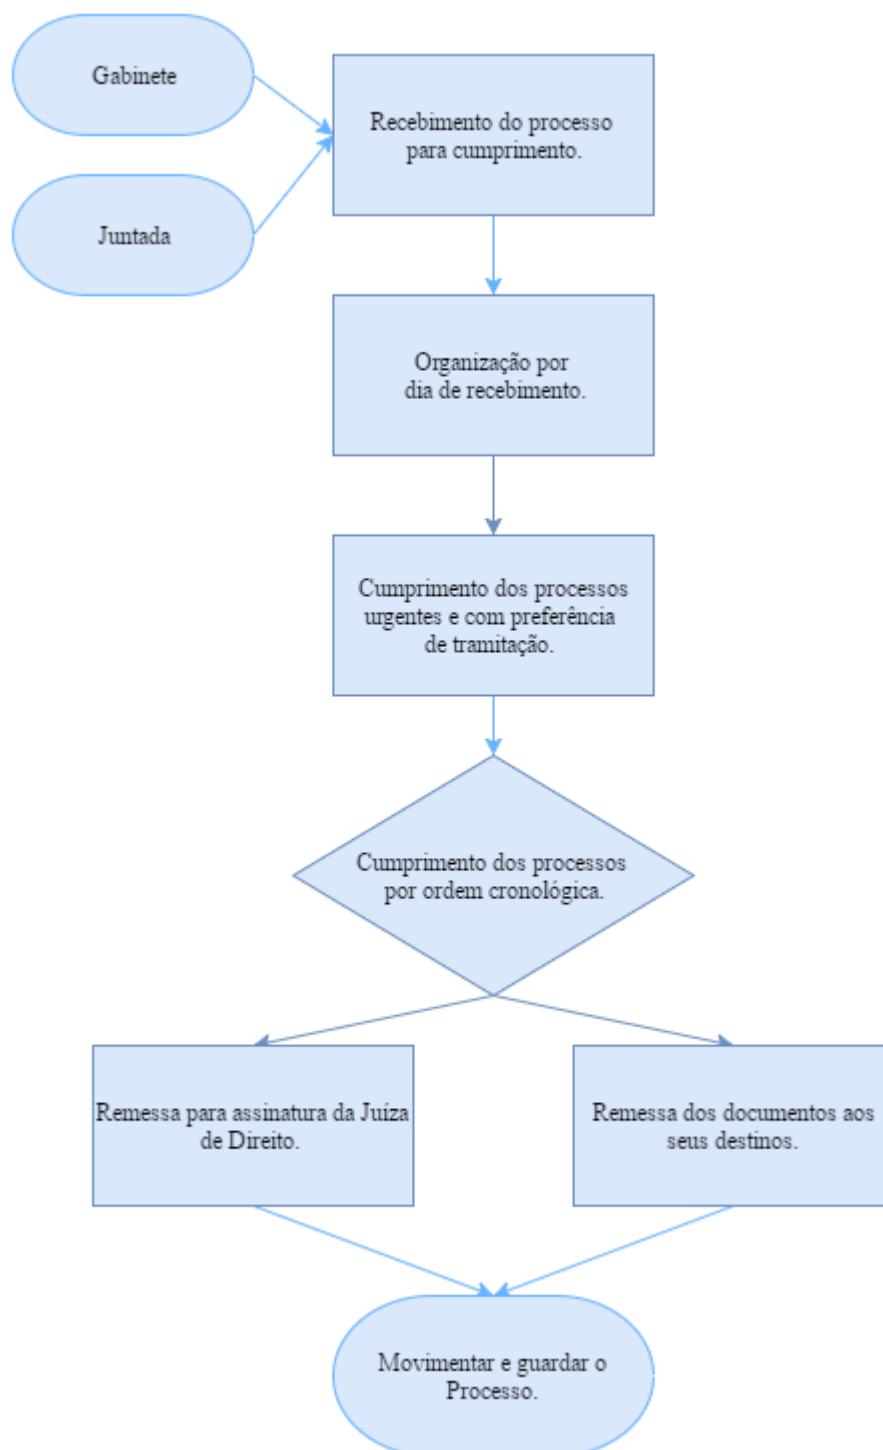 Gabinete
Recebimento do processo
para cumprimento.
Juntada
Organização por
dia de recebimento.
Cumprimento dos processos
urgentes e com preferência
de tramitação.
Cumprimento dos processos
por ordem cronológica.
Remessa para assinatura da Juíza
de Direito.
Remessa dos documentos aos
seus destinos.
Movimentar e guardar o
Processo.